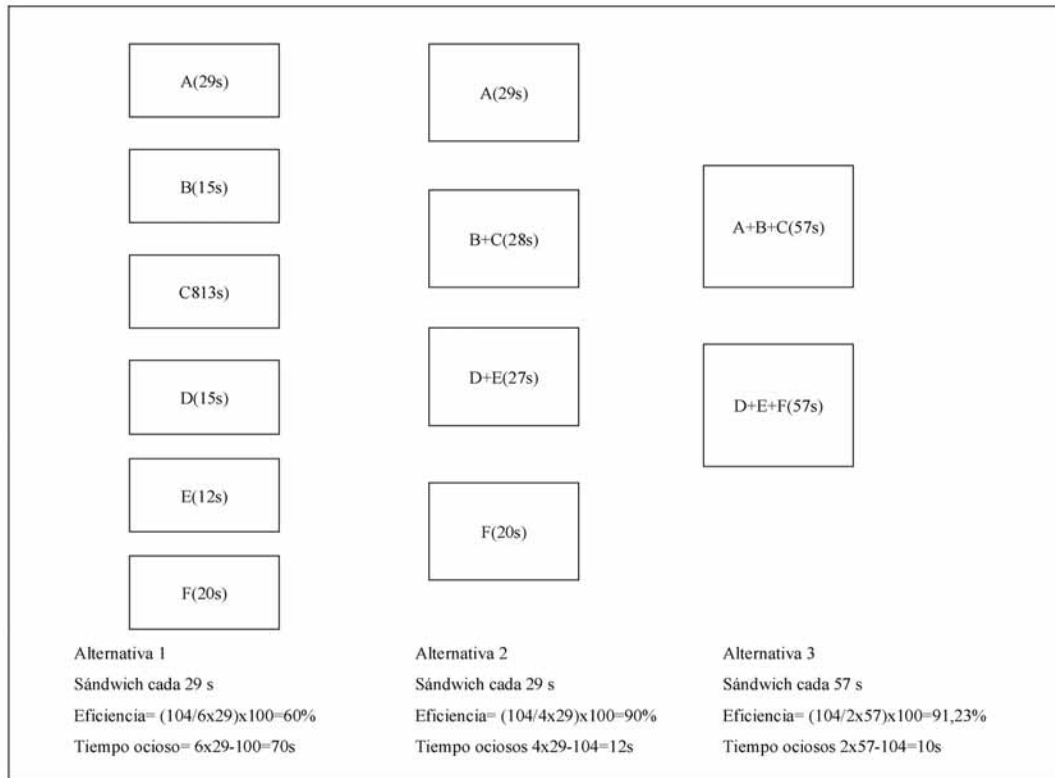 A(29s)
B(15s)
C813s)
D(15s)
E(12s)
F(20s)
Alternativa 1
Sándwich cada 29 s
Eficiencia= (104/6x29)x100=60%
Tiempo ocioso= 6x29-100=70s
A(29s)
B+C(28s)
D+E(27s)
F(20s)
Alternativa 2
Sándwich cada 29 s
Eficiencia= (104/4x29)x100=90%
Tiempo ociosos 4x29-104=12s
A+B+C(57s)
D+E+F(57s)
Alternativa 3
Sándwich cada 57 s
Eficiencia= (104/2x57)x100=91,23%
Tiempo ociosos 2x57-104=10s